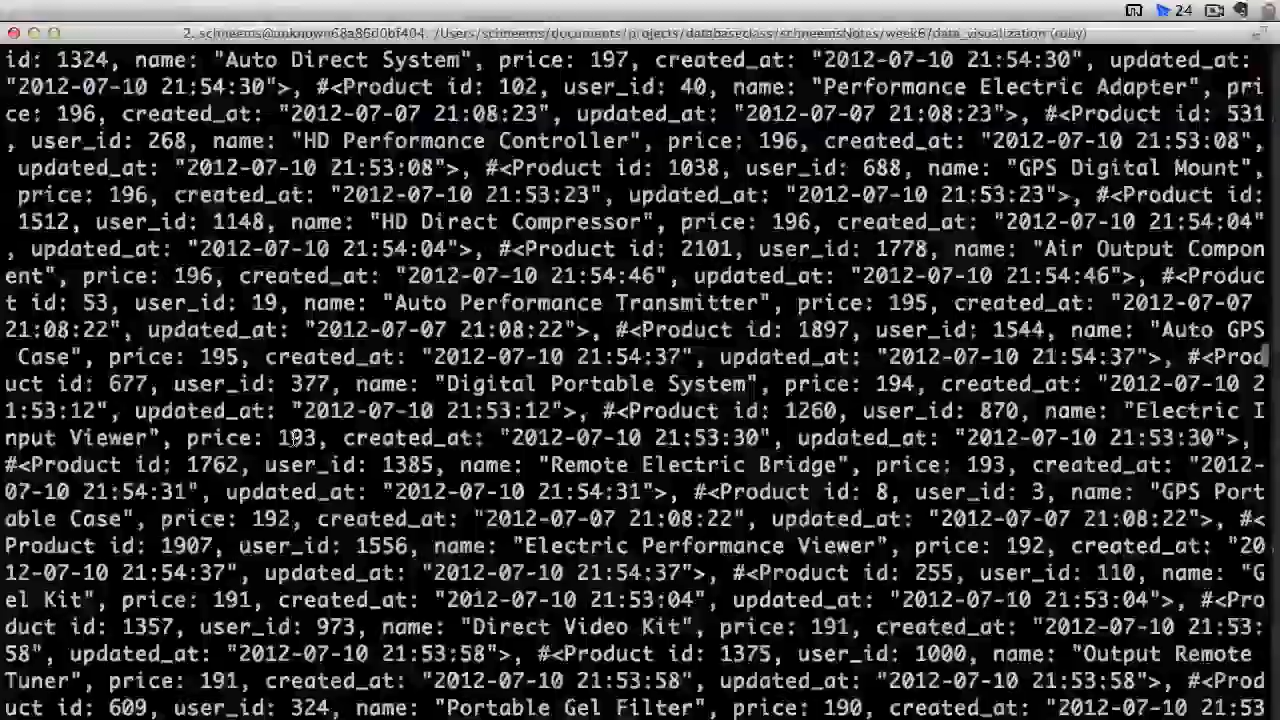 24
2. schneems@unknown68a86d0bf404: /Users/schneems/documents/projects/databaseclass/schneemsNotes/week6/data_visualization (ruby)
id: 1324, name: "Auto Direct System", price: 197, created_at: "2012-07-10 21:54:30", updated_at:
"2012-07-10 21:54:30">, #<Product id: 102, user_id: 40, name: "Performance Electric Adapter", pri
ce: 196, created_at: "2012-07-07 21:08:23", updated_at: "2012-07-07 21:08:23">, #<Product id: 531
, user_id: 268, name: "HD Performance Controller", price: 196, created_at: "2012-07-10 21:53:08",
updated_at: "2012-07-10 21:53:08">, #<Product id: 1038, user_id: 688, name: "GPS Digital Mount",
price: 196, created_at: "2012-07-10 21:53:23", updated_at: "2012-07-10 21:53:23">, #<Product id:
1512, user_id: 1148, name: "HD Direct Compressor", price: 196, created_at: "2012-07-10 21:54:04"
, updated_at: "2012-07-10 21:54:04">, #<Product id: 2101, user_id: 1778, name: "Air Output Compon
ent", price: 196, created_at: "2012-07-10 21:54:46", updated_at: "2012-07-10 21:54:46">, #<Produc
t id: 53, user_id: 19, name: "Auto Performance Transmitter", price: 195, created_at: "2012-07-07
21:08:22", updated_at: "2012-07-07 21:08:22">, #<Product id: 1897, user_id: 1544, name: "Auto GPS
Case", price: 195, created_at: "2012-07-10 21:54:37", updated_at: "2012-07-10 21:54:37">, #<Prod
uct id: 677, user_id: 377, name: "Digital Portable System", price: 194, created_at: "2012-07-10 2
1:53:12", updated_at: "2012-07-10 21:53:12">, #<Product id: 1260, user_id: 870, name: "Electric I
nput Viewer", price: 193, created_at: "2012-07-10 21:53:30", updated_at: "2012-07-10 21:53:30">,
#<Product id: 1762, user_id: 1385, name: "Remote Electric Bridge", price: 193, created_at: "2012-
07-10 21:54:31", updated_at: "2012-07-10 21:54:31">, #<Product id: 8, user_id: 3, name: "GPS Port
able Case", price: 192, created_at: "2012-07-07 21:08:22", updated_at: "2012-07-07 21:08:22">, #<
Product id: 1907, user_id: 1556, name: "Electric Performance Viewer", price: 192, created_at: "20
12-07-10 21:54:37", updated_at: "2012-07-10 21:54:37">, #<Product id: 255, user_id: 110, name: "G
el Kit", price: 191, created_at: "2012-07-10 21:53:04", updated_at: "2012-07-10 21:53:04">, #<Pro
duct id: 1357, user_id: 973, name: "Direct Video Kit", price: 191, created_at: "2012-07-10 21:53:
58", updated_at: "2012-07-10 21:53:58">, #<Product id: 1375, user_id: 1000, name: "Output Remote
Tuner", price: 191, created_at: "2012-07-10 21:53:58", updated_at: "2012-07-10 21:53:58">, #<Prod
uct id: 609, user_id: 324, name: "Portable Gel Filter", price: 190, created_at: "2012-07-10 21:53